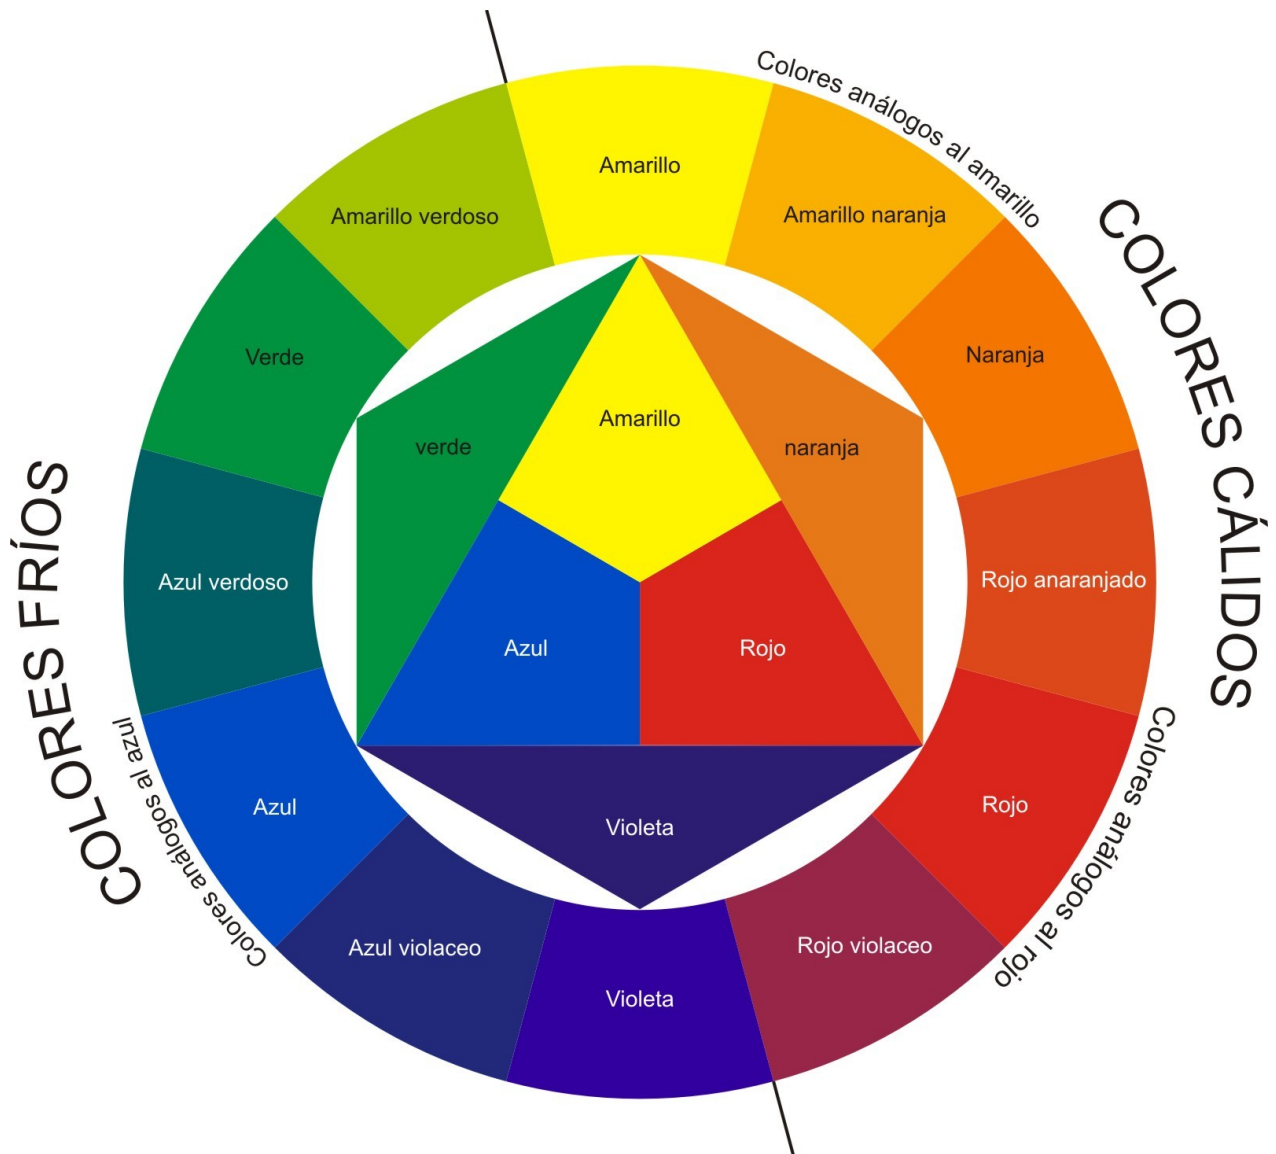 Colores análogos al amarillo
Amarillo
Amarillo verdoso
Amarillo naranja
COLORES CÁLIDOS
Verde
Naranja
Amarillo
verde
naranja
COLORES FRÍOS
Azul verdoso
Rojo anaranjado
Azul
Rojo
Colores análogos al azul
Colores análogos al rojo
Azul
Rojo
Violeta
Azul violaceo
Rojo violaceo
Violeta